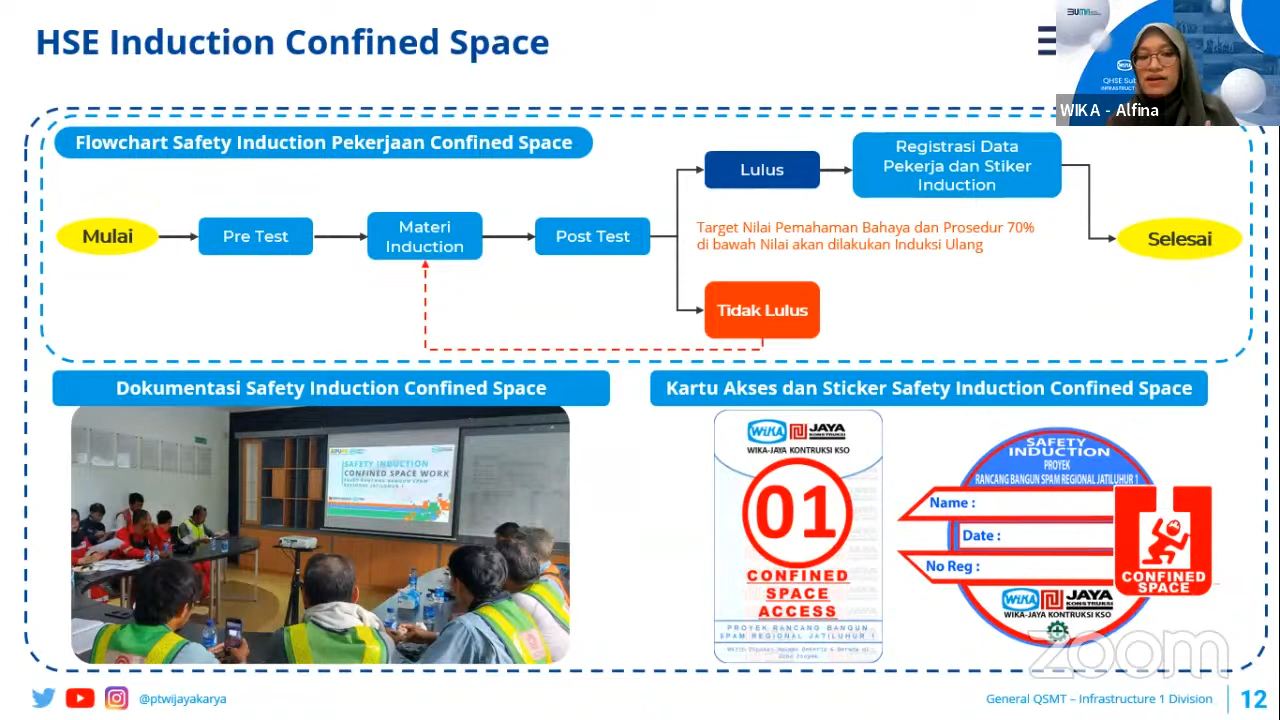 HSE Induction Confined Space
WIKA - Alfina
Flowchart Safety Induction Pekerjaan Confined Space
Mulai
Pre Test
Materi
Induction
Post Test
Lulus
Registrasi Data
Pekerja dan Stiker
Induction
Target Nilai Pemahaman Bahaya dan Prosedur 70%
di bawah Nilai akan dilakukan Induksi Ulang
Tidak Lulus
Selesai
Dokumentasi Safety Induction Confined Space
SAFETY INDUCTION
CONFINED SPACE WORK
Kartu Akses dan Sticker Safety Induction Confined Space
WIKA JAYA
KONSTRUKSI
WIKA-JAYA KONTRUKSI KSO
01
CONFINED
SPACE
ACCESS
PROYEK RANCANG BANGUN
SPAM REGIONAL JATILUHUR 1
SAFETY
INDUCTION
PROYEK
RANCANG BANGUN SPAM REGIONAL JATILUHUR 1
Name :
Date :
No Reg :
CONFINED
SPACE
WIKA JAYA
KONSTRUKSI
WIKA-JAYA KONTRUKSI KSO
zoom
@ptwijayakarya
General QSMT – Infrastructure 1 Division
12